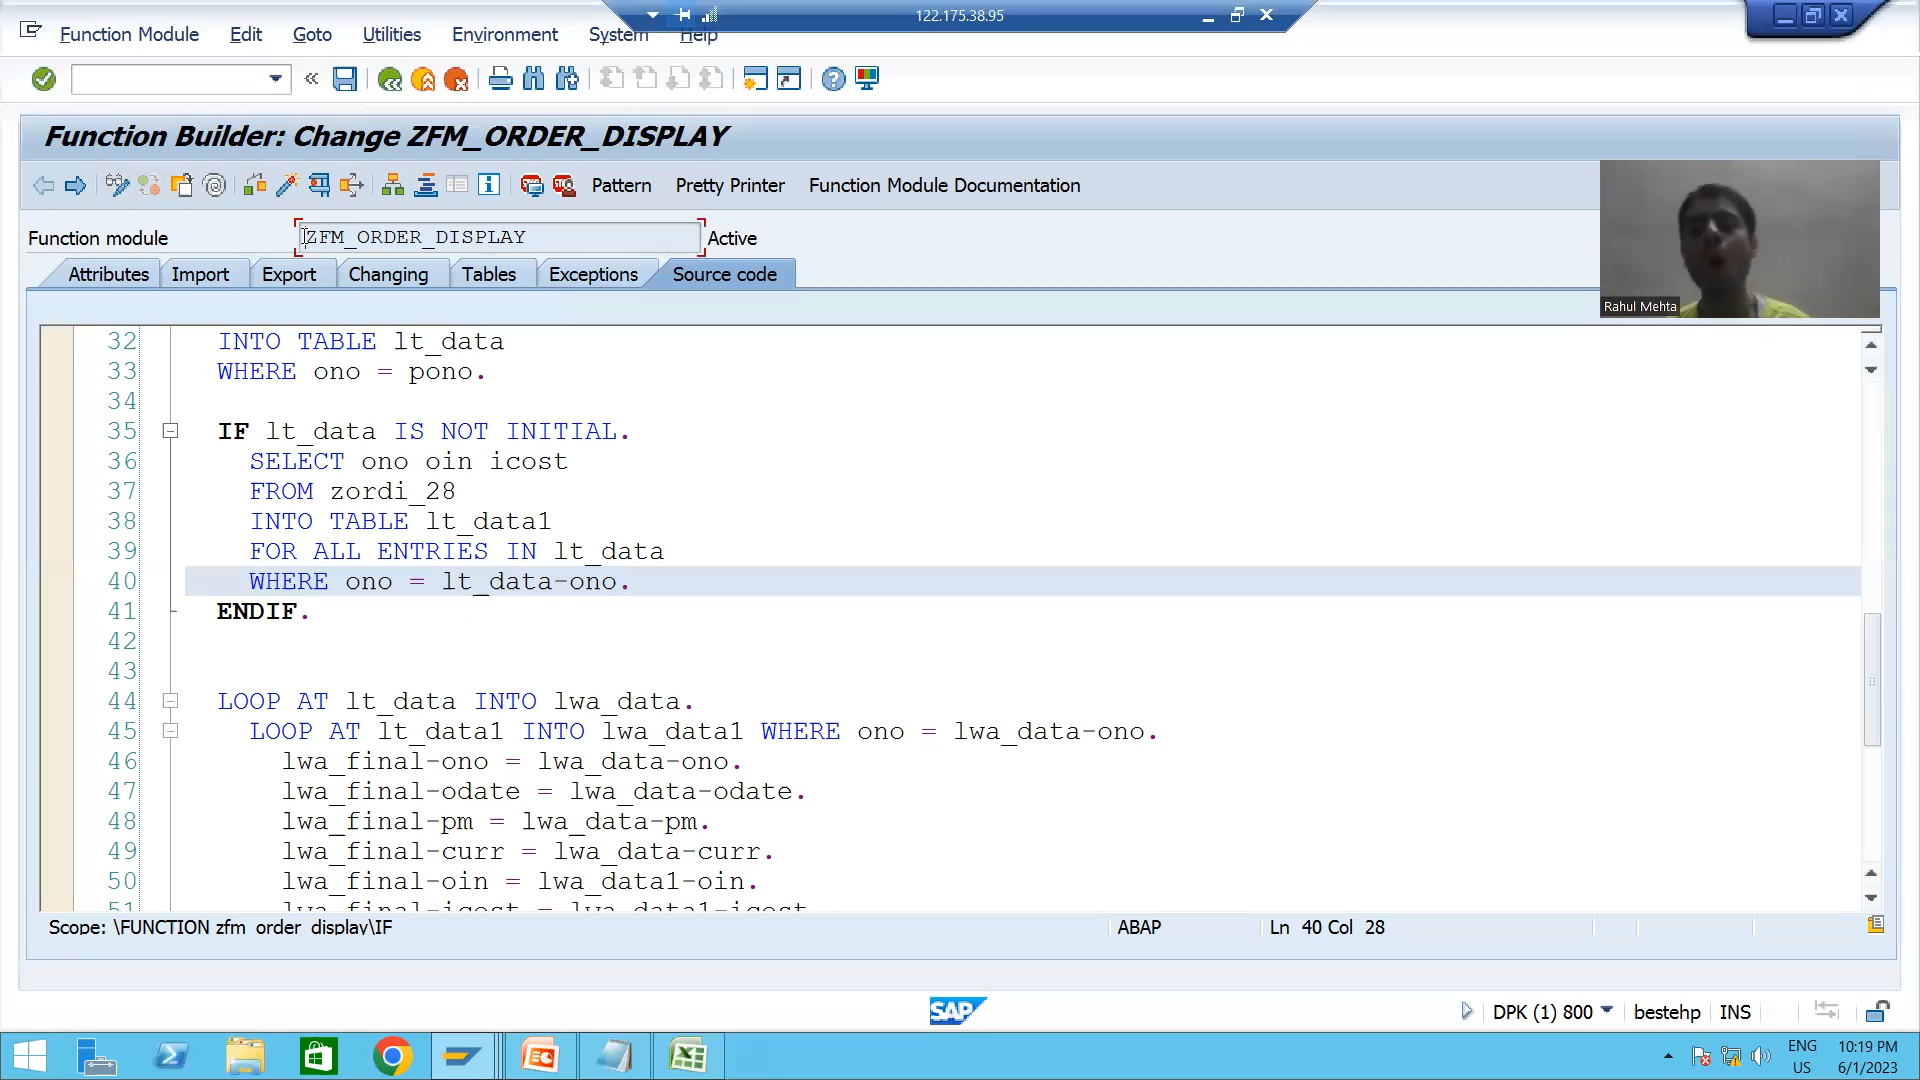 122.175.38.95
Function Module Edit Goto Utilities Environment System Help
Function Builder: Change ZFM_ORDER_DISPLAY
Pattern Pretty Printer Function Module Documentation
Function module ZFM_ORDER_DISPLAY Active
Attributes Import Export Changing Tables Exceptions Source code
Rahul Mehta
32 INTO TABLE lt_data
33 WHERE ono = pono.
34
35 IF lt_data IS NOT INITIAL.
36 SELECT ono oin icost
37 FROM zordi_28
38 INTO TABLE lt_data1
39 FOR ALL ENTRIES IN lt_data
40 WHERE ono = lt_data-ono.
41 ENDIF.
42
43
44 LOOP AT lt_data INTO lwa_data.
45 LOOP AT lt_data1 INTO lwa_data1 WHERE ono = lwa_data-ono.
46 lwa_final-ono = lwa_data-ono.
47 lwa_final-odate = lwa_data-odate.
48 lwa_final-pm = lwa_data-pm.
49 lwa_final-curr = lwa_data-curr.
50 lwa_final-oin = lwa_data1-oin.
51 lwa_final-icost = lwa_data1-icost
Scope: \FUNCTION zfm_order_display\IF ABAP Ln 40 Col 28
SAP DPK (1) 800 bestehp INS
ENG 10:19 PM
US 6/1/2023